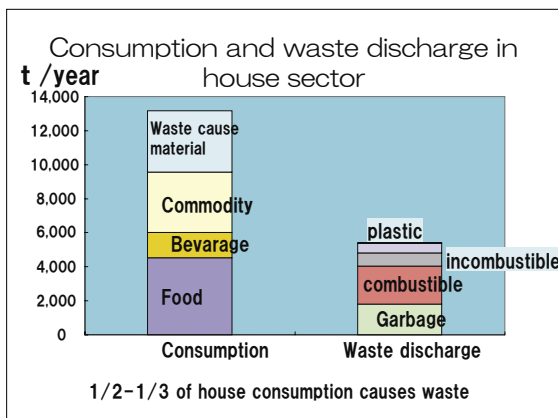 Consumption and waste discharge in
house sector
t /year
14,000
12,000
10,000
8,000
6,000
4,000
2,000
0
Waste cause
material
Commodity
Bevarage
Food
plastic
incombustible
combustible
Garbage
Consumption
Waste discharge
1/2-1/3 of house consumption causes waste